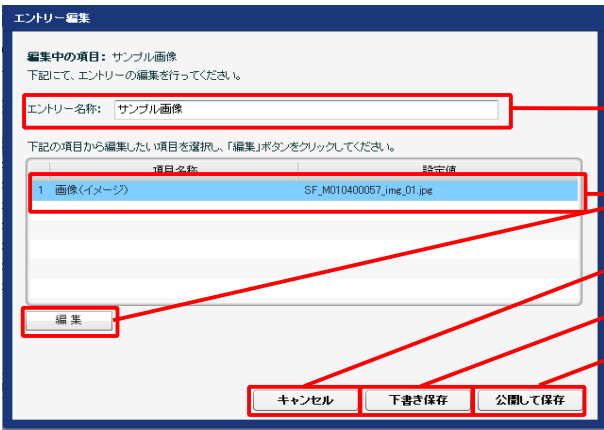 エントリー編集
編集中の項目：サンプル画像
下記にて、エントリーの編集を行ってください。
エントリー名称： サンプル画像
下記の項目から編集したい項目を選択し、「編集」ボタンをクリックしてください。
項目名称 設定値
1 画像（イメージ） SF_M010400057_img_01.jpg
編 集
キャンセル 下書き保存 公開して保存